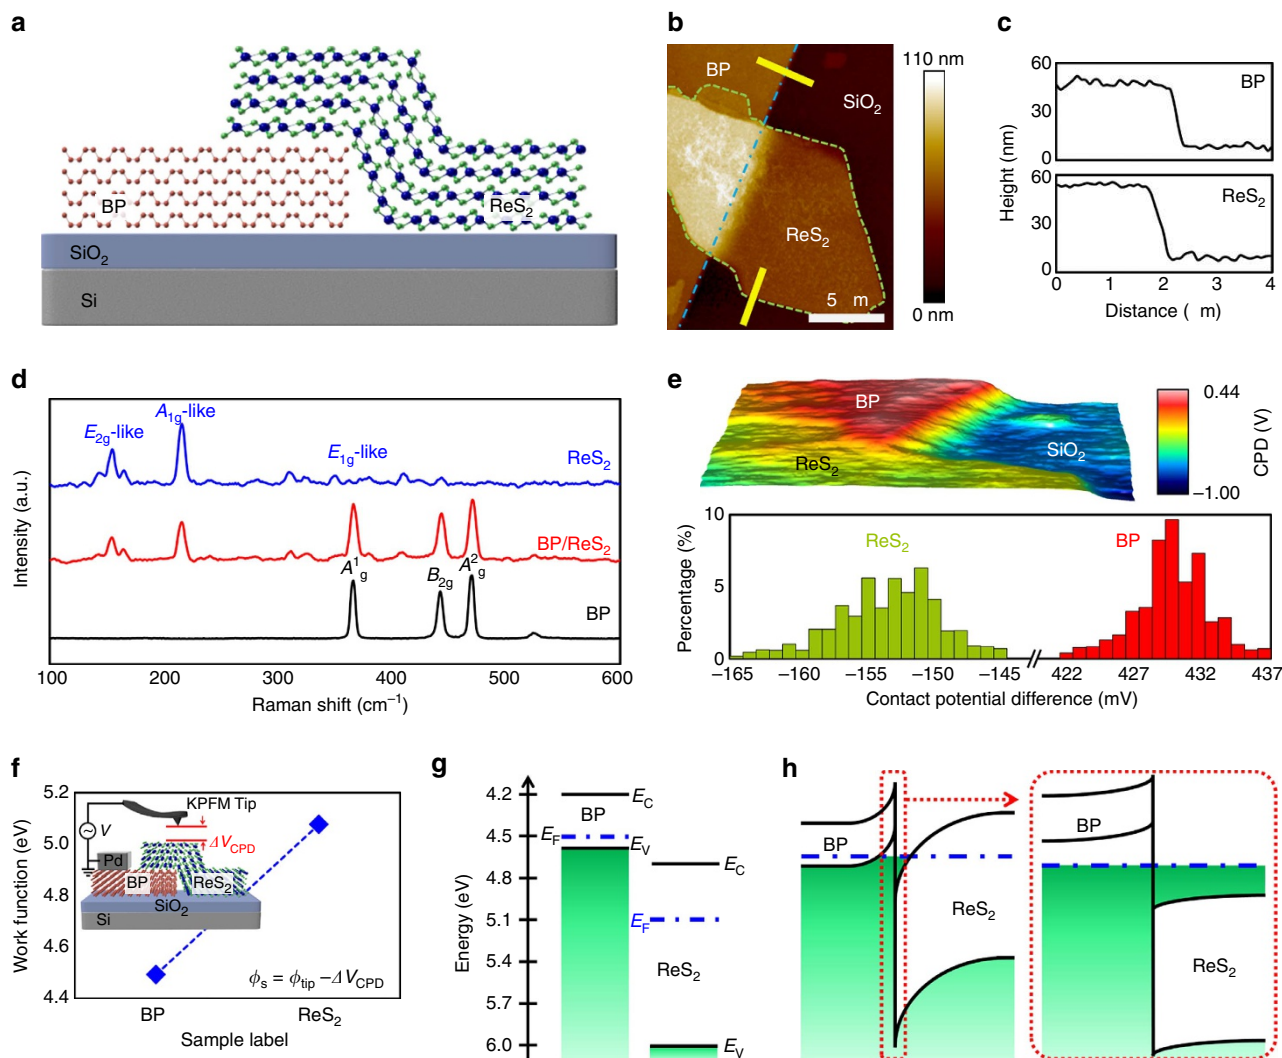 a
BP
ReS2
SiO2
Si
b
BP
SiO2
ReS2
5 m
110 nm
0 nm
c
60
BP
30
0
60
ReS2
30
0
Height (nm)
0 1 2 3 4
Distance ( m)
d
A1g-like
E2g-like
E1g-like
ReS2
BP/ReS2
A1g
B2g
A2g
BP
Intensity (a.u.)
100 200 300 400 500 600
Raman shift (cm−1)
e
BP
SiO2
ReS2
0.44
−1.00
CPD (V)
10
5
0
Percentage (%)
ReS2
BP
−165 −160 −155 −150 −145 422 427 432 437
Contact potential difference (mV)
f
5.2
5.0
4.8
4.6
4.4
Work function (eV)
KPFM Tip
V
ΔVCPD
Pd
BP
ReS2
SiO2
Si
ϕs = ϕtip −ΔVCPD
BP ReS2
Sample label
g
4.2
4.5
4.8
5.1
5.4
5.7
6.0
Energy (eV)
EC
BP
EF
EV
EC
EF
ReS2
EV
h
BP
ReS2
BP
ReS2